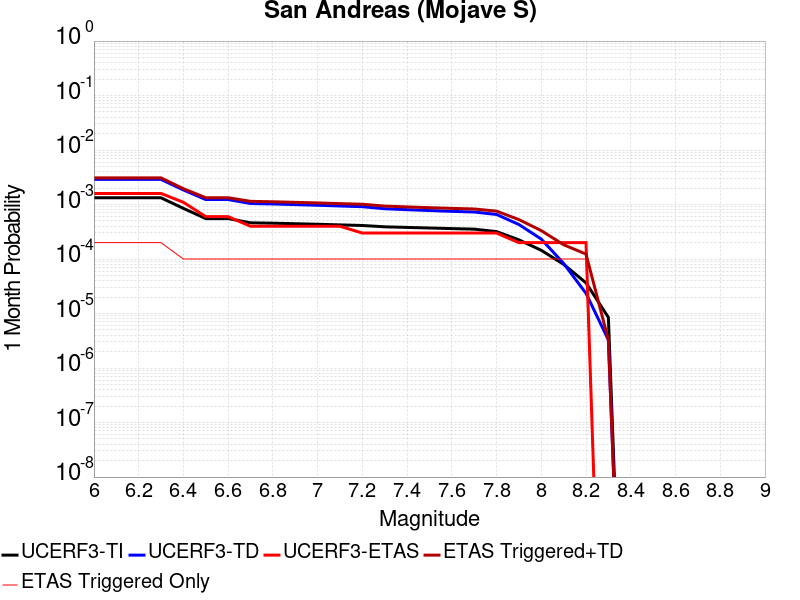 San Andreas (Mojave S)
10^0
10^-1
10^-2
10^-3
10^-4
10^-5
10^-6
10^-7
10^-8
1 Month Probability
6 6.2 6.4 6.6 6.8 7 7.2 7.4 7.6 7.8 8 8.2 8.4 8.6 8.8 9
Magnitude
UCERF3-TI UCERF3-TD UCERF3-ETAS ETAS Triggered+TD
ETAS Triggered Only